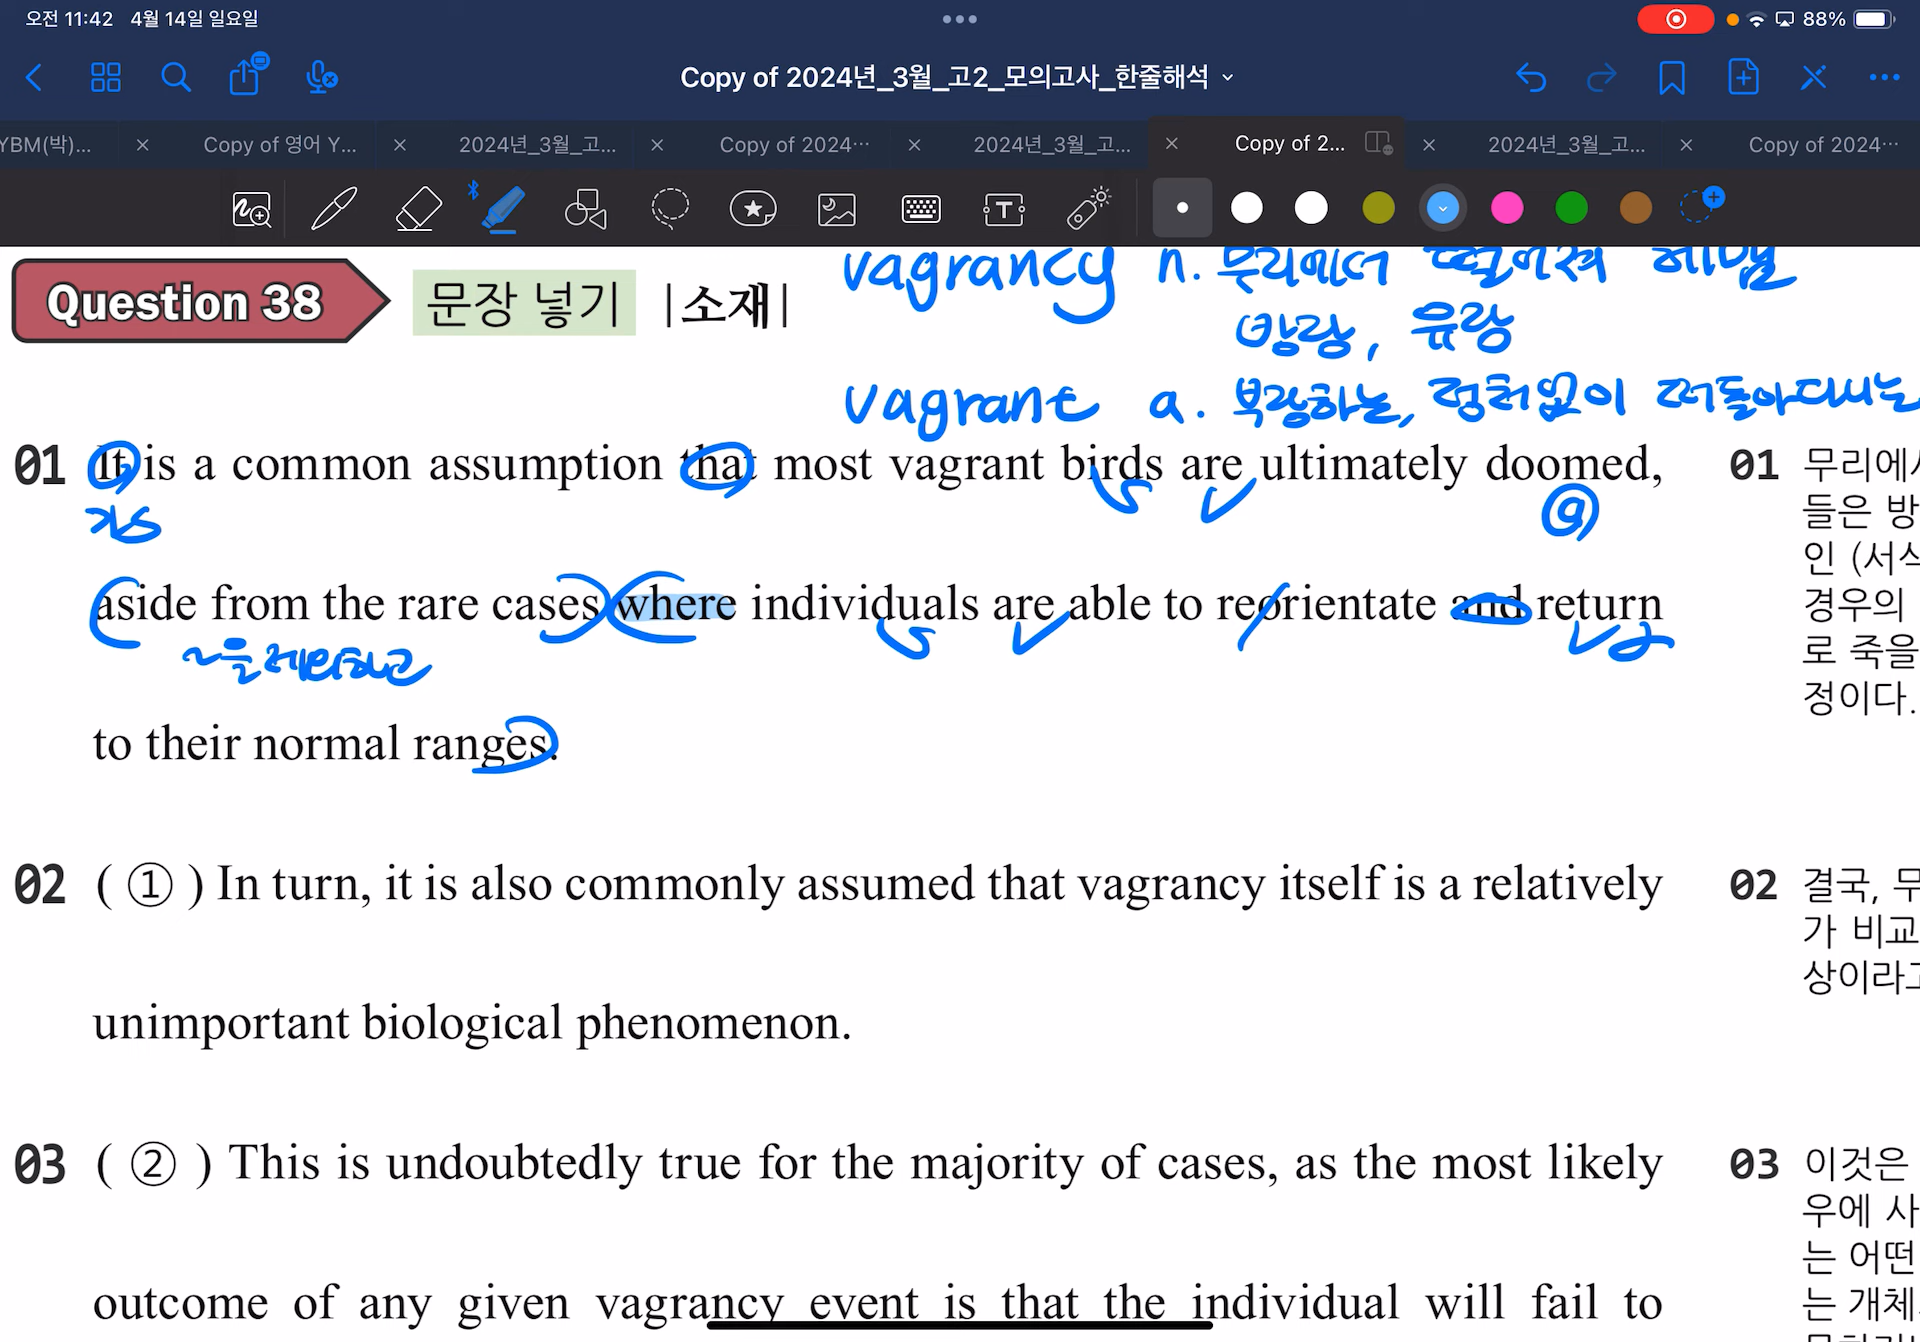 오전 11:42 4월 14일 일요일
88%
Copy of 2024년_3월_고2_모의고사_한줄해석
YBM(박)...
Copy of 영어 Y...
2024년_3월_고...
Copy of 2024...
2024년_3월_고...
Copy of 2...
2024년_3월_고...
Copy of 2024...
vagrancy n. 무리에서 떨어져 헤맴
방랑, 유랑
Question 38 문장 넣기 |소재|
vagrant a. 부랑하는, 정처없이 떠돌아다니는
01 It is a common assumption that most vagrant birds are ultimately doomed,
S V ⓐ
aside from the rare cases where individuals are able to reorientate and return
~을 제외하고 S V V2
to their normal ranges.
01 무리에서
들은 방
인 (서식
경우의
로 죽을
정이다.
02 ( ① ) In turn, it is also commonly assumed that vagrancy itself is a relatively
unimportant biological phenomenon.
02 결국, 무
가 비교
상이라고
03 ( ② ) This is undoubtedly true for the majority of cases, as the most likely
outcome of any given vagrancy event is that the individual will fail to
03 이것은
우에 사
는 어떤
는 개체